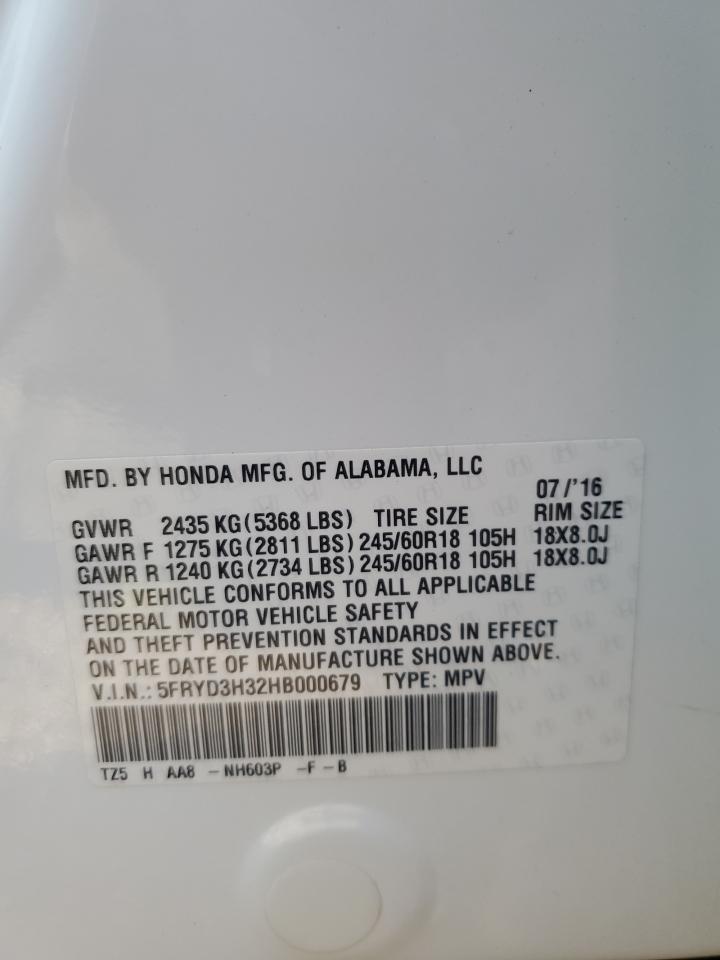 MFD. BY HONDA MFG. OF ALABAMA, LLC
07/'16
GVWR 2435 KG (5368 LBS) TIRE SIZE RIM SIZE
GAWR F 1275 KG (2811 LBS) 245/60R18 105H 18X8.0J
GAWR R 1240 KG (2734 LBS) 245/60R18 105H 18X8.0J
THIS VEHICLE CONFORMS TO ALL APPLICABLE
FEDERAL MOTOR VEHICLE SAFETY
AND THEFT PREVENTION STANDARDS IN EFFECT
ON THE DATE OF MANUFACTURE SHOWN ABOVE.
V.I.N.: 5FRYD3H32HB000679 TYPE: MPV
TZ5 H AA8 - NH603P -F - B